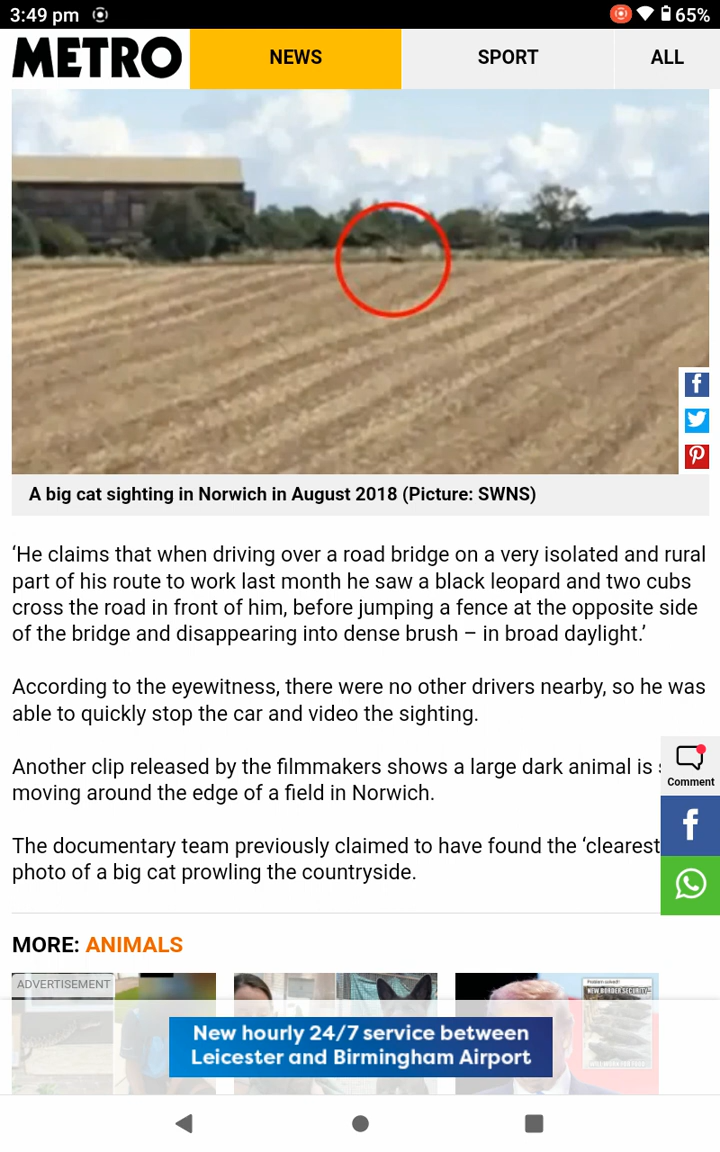 3:49 pm
65%
METRO
NEWS
SPORT
ALL
A big cat sighting in Norwich in August 2018 (Picture: SWNS)
‘He claims that when driving over a road bridge on a very isolated and rural
part of his route to work last month he saw a black leopard and two cubs
cross the road in front of him, before jumping a fence at the opposite side
of the bridge and disappearing into dense brush – in broad daylight.’
According to the eyewitness, there were no other drivers nearby, so he was
able to quickly stop the car and video the sighting.
Another clip released by the filmmakers shows a large dark animal is
moving around the edge of a field in Norwich.
Comment
The documentary team previously claimed to have found the ‘clearest
photo of a big cat prowling the countryside.
MORE: ANIMALS
ADVERTISEMENT
NEW BORDER SECURITY
New hourly 24/7 service between
Leicester and Birmingham Airport